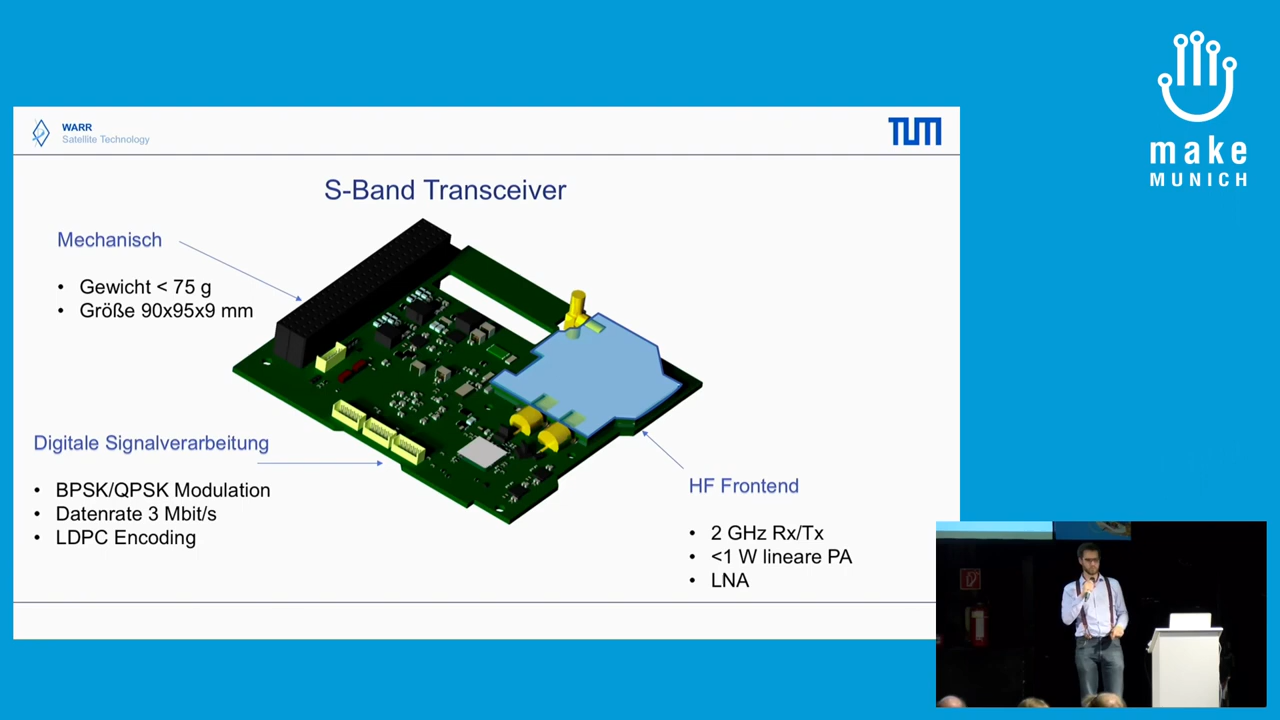 make
MUNICH
WARR
Satellite Technology
TUM
S-Band Transceiver
Mechanisch
• Gewicht < 75 g
• Größe 90x95x9 mm
Digitale Signalverarbeitung
• BPSK/QPSK Modulation
• Datenrate 3 Mbit/s
• LDPC Encoding
HF Frontend
• 2 GHz Rx/Tx
• <1 W lineare PA
• LNA